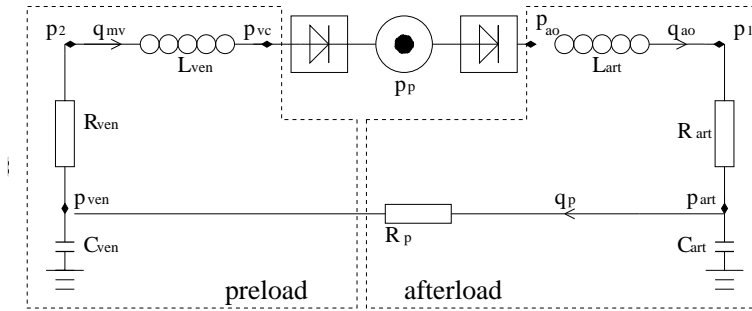 p2 qmv pvc pao qao p1
Lven pp Lart
Rven Rart
pven qp part
Cven Rp Cart
preload afterload